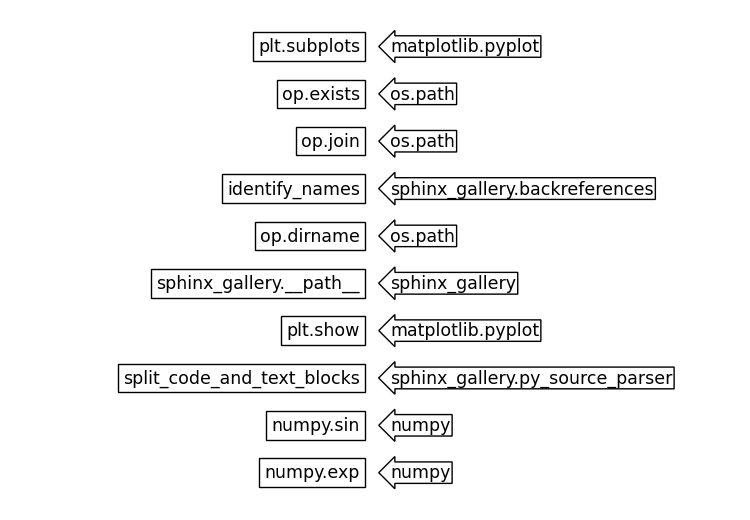 plt.subplots matplotlib.pyplot
op.exists os.path
op.join os.path
identify_names sphinx_gallery.backreferences
op.dirname os.path
sphinx_gallery.__path__ sphinx_gallery
plt.show matplotlib.pyplot
split_code_and_text_blocks sphinx_gallery.py_source_parser
numpy.sin numpy
numpy.exp numpy